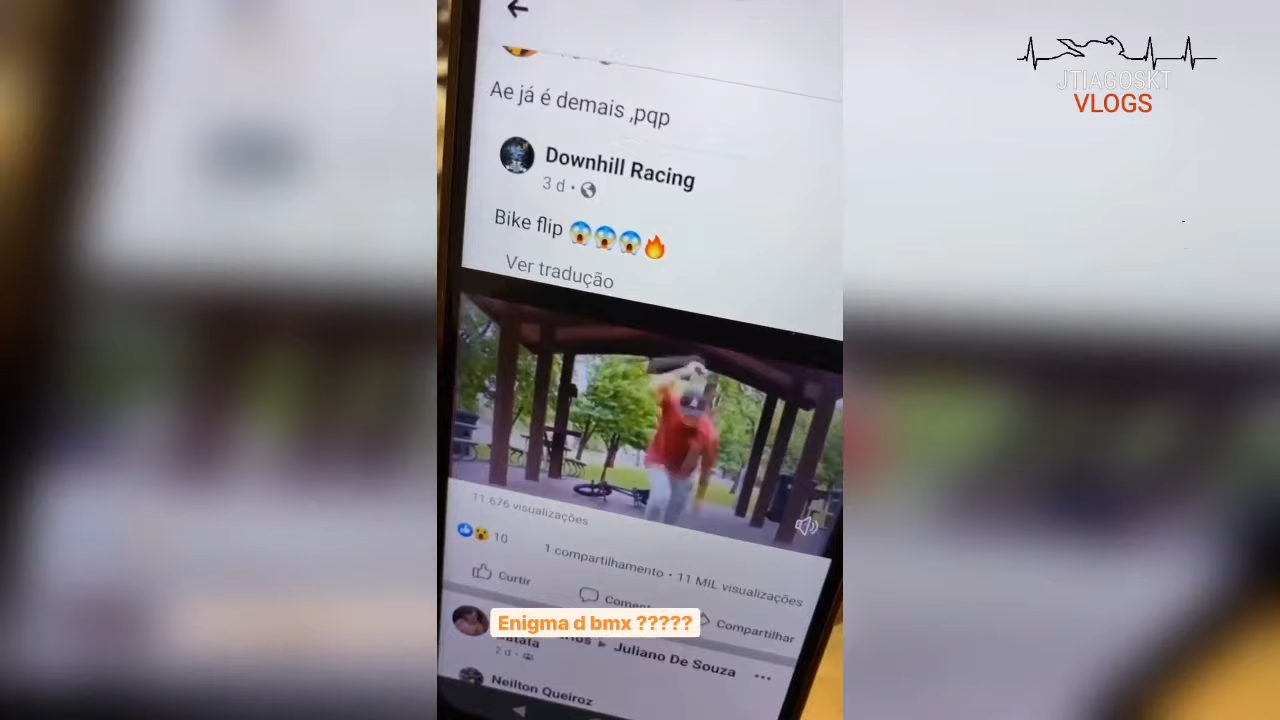 JTIAGOSKT
VLOGS
Ae já é demais ,pqp
Downhill Racing
3 d ·
Bike flip 😱😱😱🔥
Ver tradução
11.676 visualizações
10
1 compartilhamento • 11 MIL visualizações
Curtir
Comen
Compartilhar
Enigma d bmx ?????
Juliano De Souza
2 d ·
Neilton Queiroz